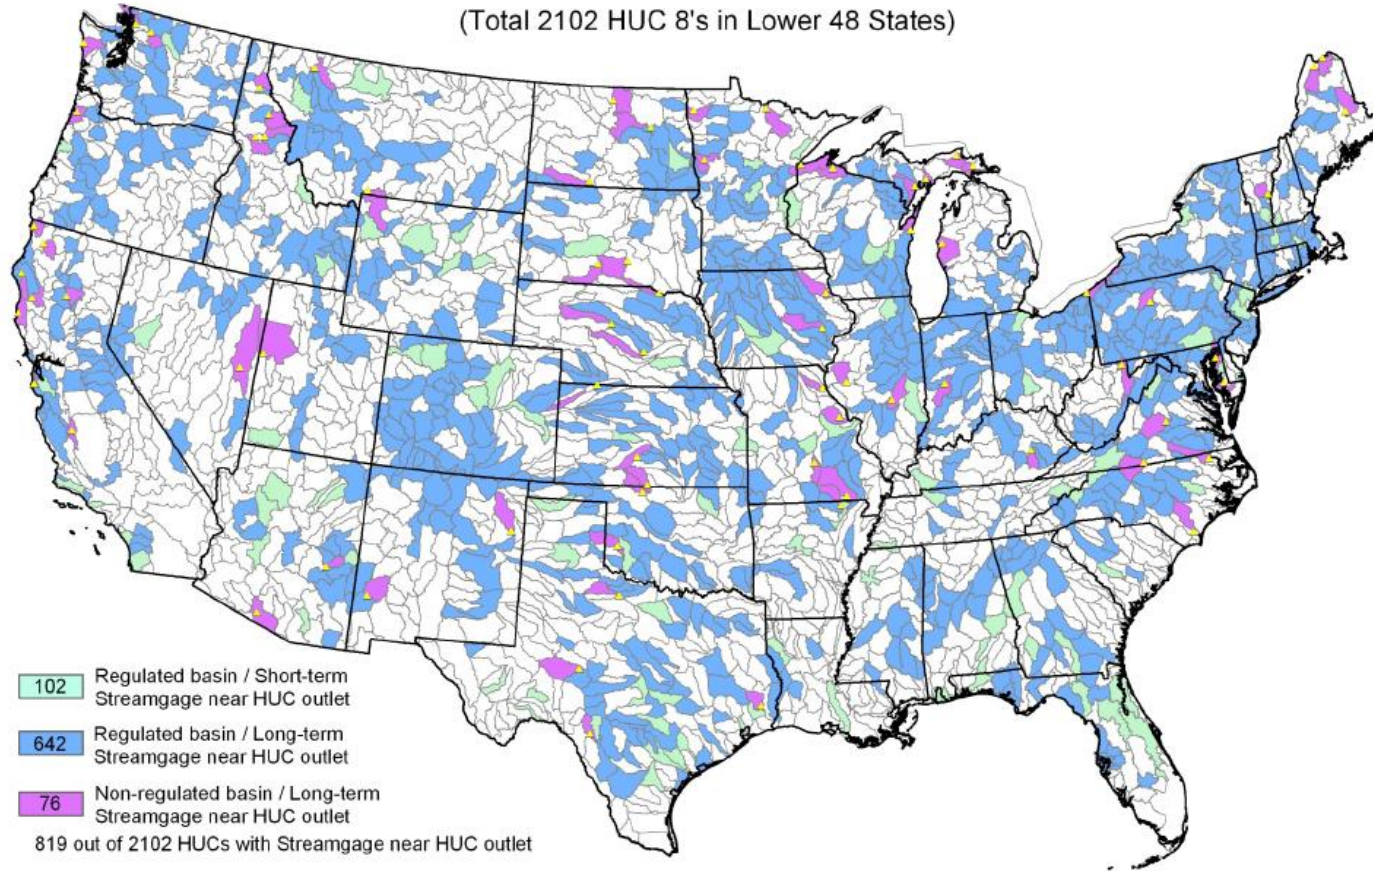 (Total 2102 HUC 8's in Lower 48 States)
102
Regulated basin / Short-term
Streamgage near HUC outlet
642
Regulated basin / Long-term
Streamgage near HUC outlet
76
Non-regulated basin / Long-term
Streamgage near HUC outlet
819 out of 2102 HUCs with Streamgage near HUC outlet